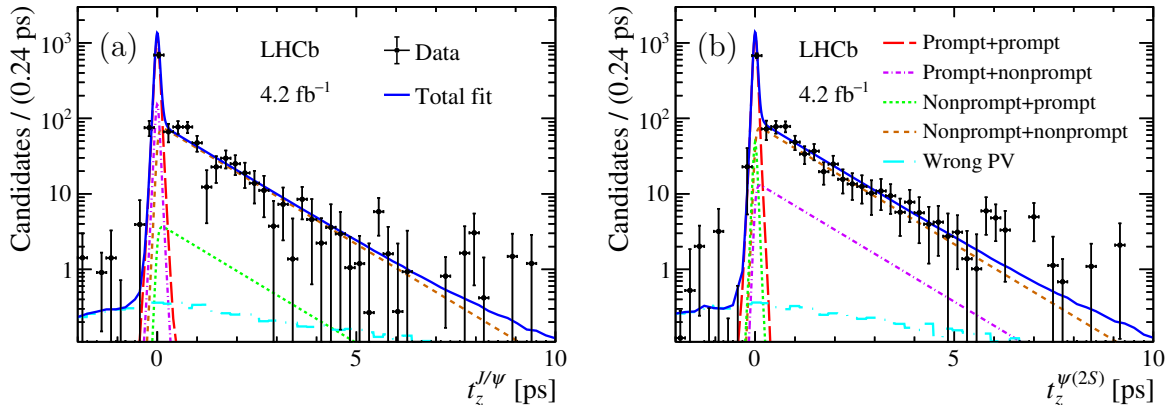 Candidates / (0.24 ps)
10³
10²
10
1
(a)
LHCb
4.2 fb⁻¹
Data
Total fit
0
5
10
t_z^{J/ψ} [ps]
Candidates / (0.24 ps)
10³
10²
10
1
(b)
LHCb
4.2 fb⁻¹
Prompt+prompt
Prompt+nonprompt
Nonprompt+prompt
Nonprompt+nonprompt
Wrong PV
0
5
10
t_z^{ψ(2S)} [ps]